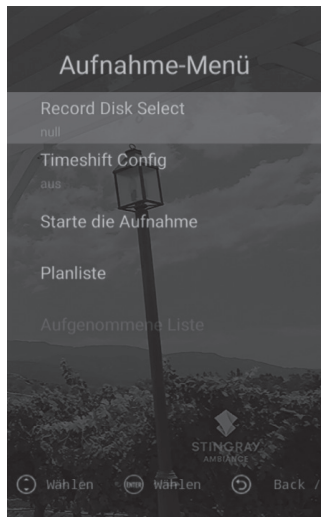 Aufnahme-Menü
Record Disk Select
null
Timeshift Config
aus
Starte die Aufnahme
Planliste
Aufgenommene Liste
STINGRAY
AMBIANCE
Wählen ENTER Wählen Back /